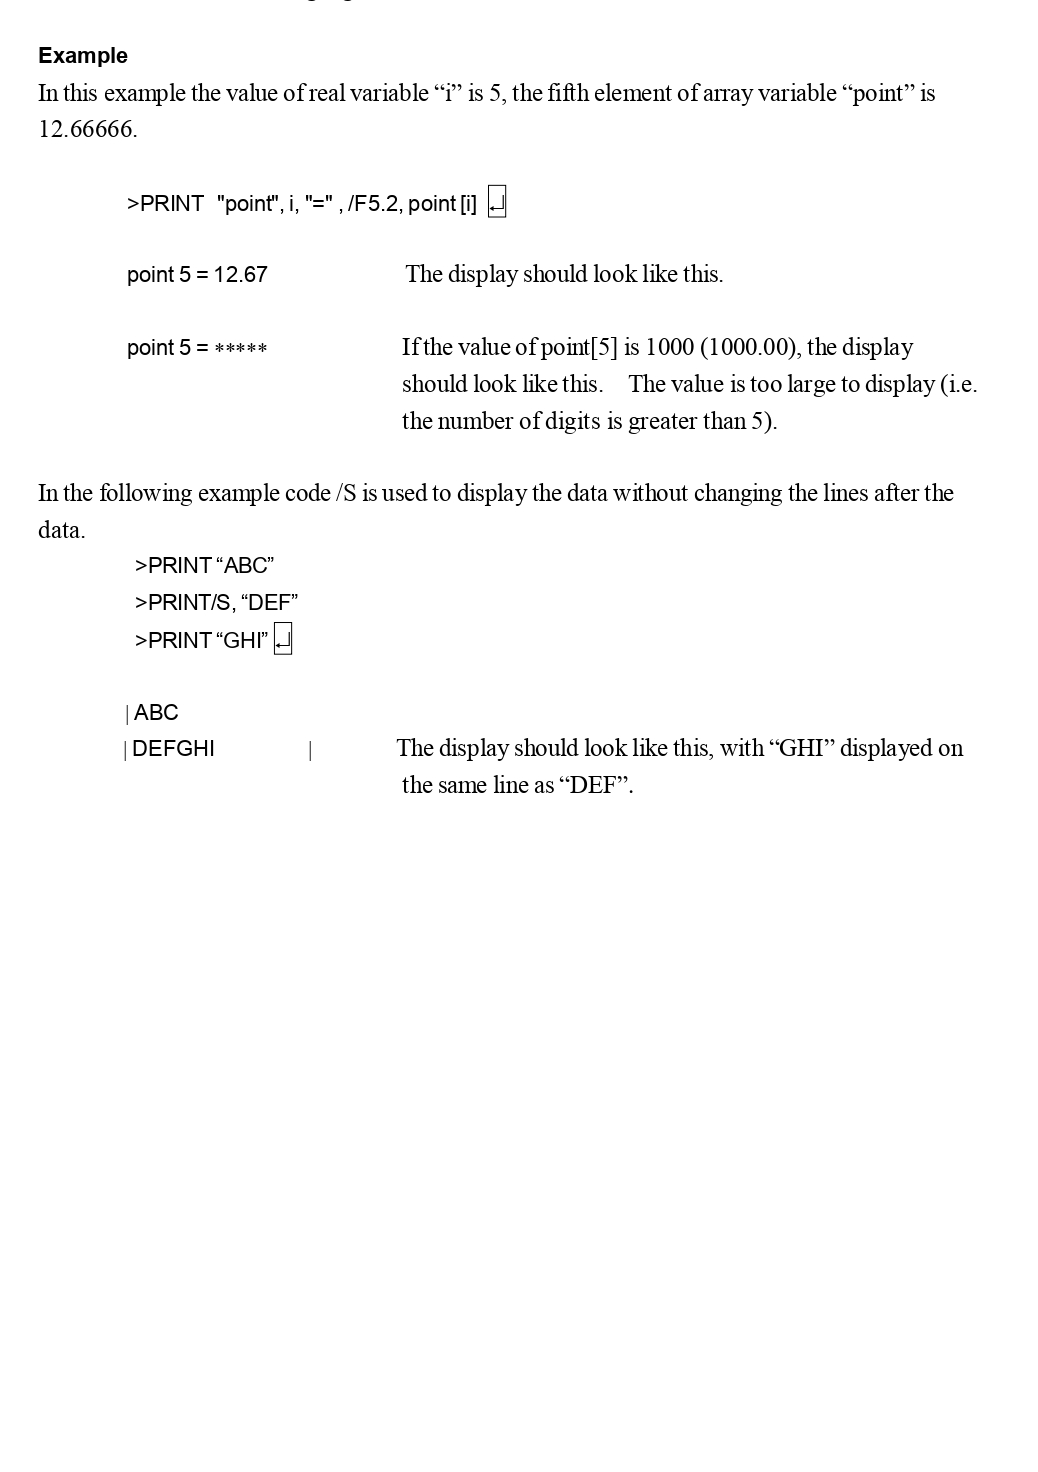 Example
In this example the value of real variable “i” is 5, the fifth element of array variable “point” is
12.66666.
>PRINT "point", i, "=" , /F5.2, point [i] ↵
point 5 = 12.67 The display should look like this.
point 5 = ***** If the value of point[5] is 1000 (1000.00), the display
should look like this. The value is too large to display (i.e.
the number of digits is greater than 5).
In the following example code /S is used to display the data without changing the lines after the
data.
>PRINT “ABC”
>PRINT/S, “DEF”
>PRINT “GHI” ↵
| ABC
| DEFGHI | The display should look like this, with “GHI” displayed on
the same line as “DEF”.